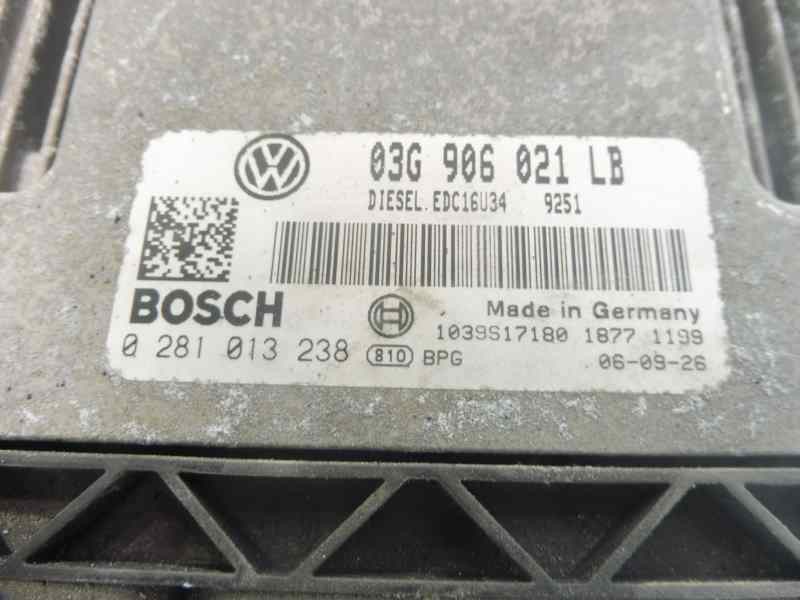 VW 03G 906 021 LB
DIESEL.EDC16U34 9251
BOSCH
Made in Germany
0 281 013 238
1039S17180 1877 1199
810 BPG
06-09-26